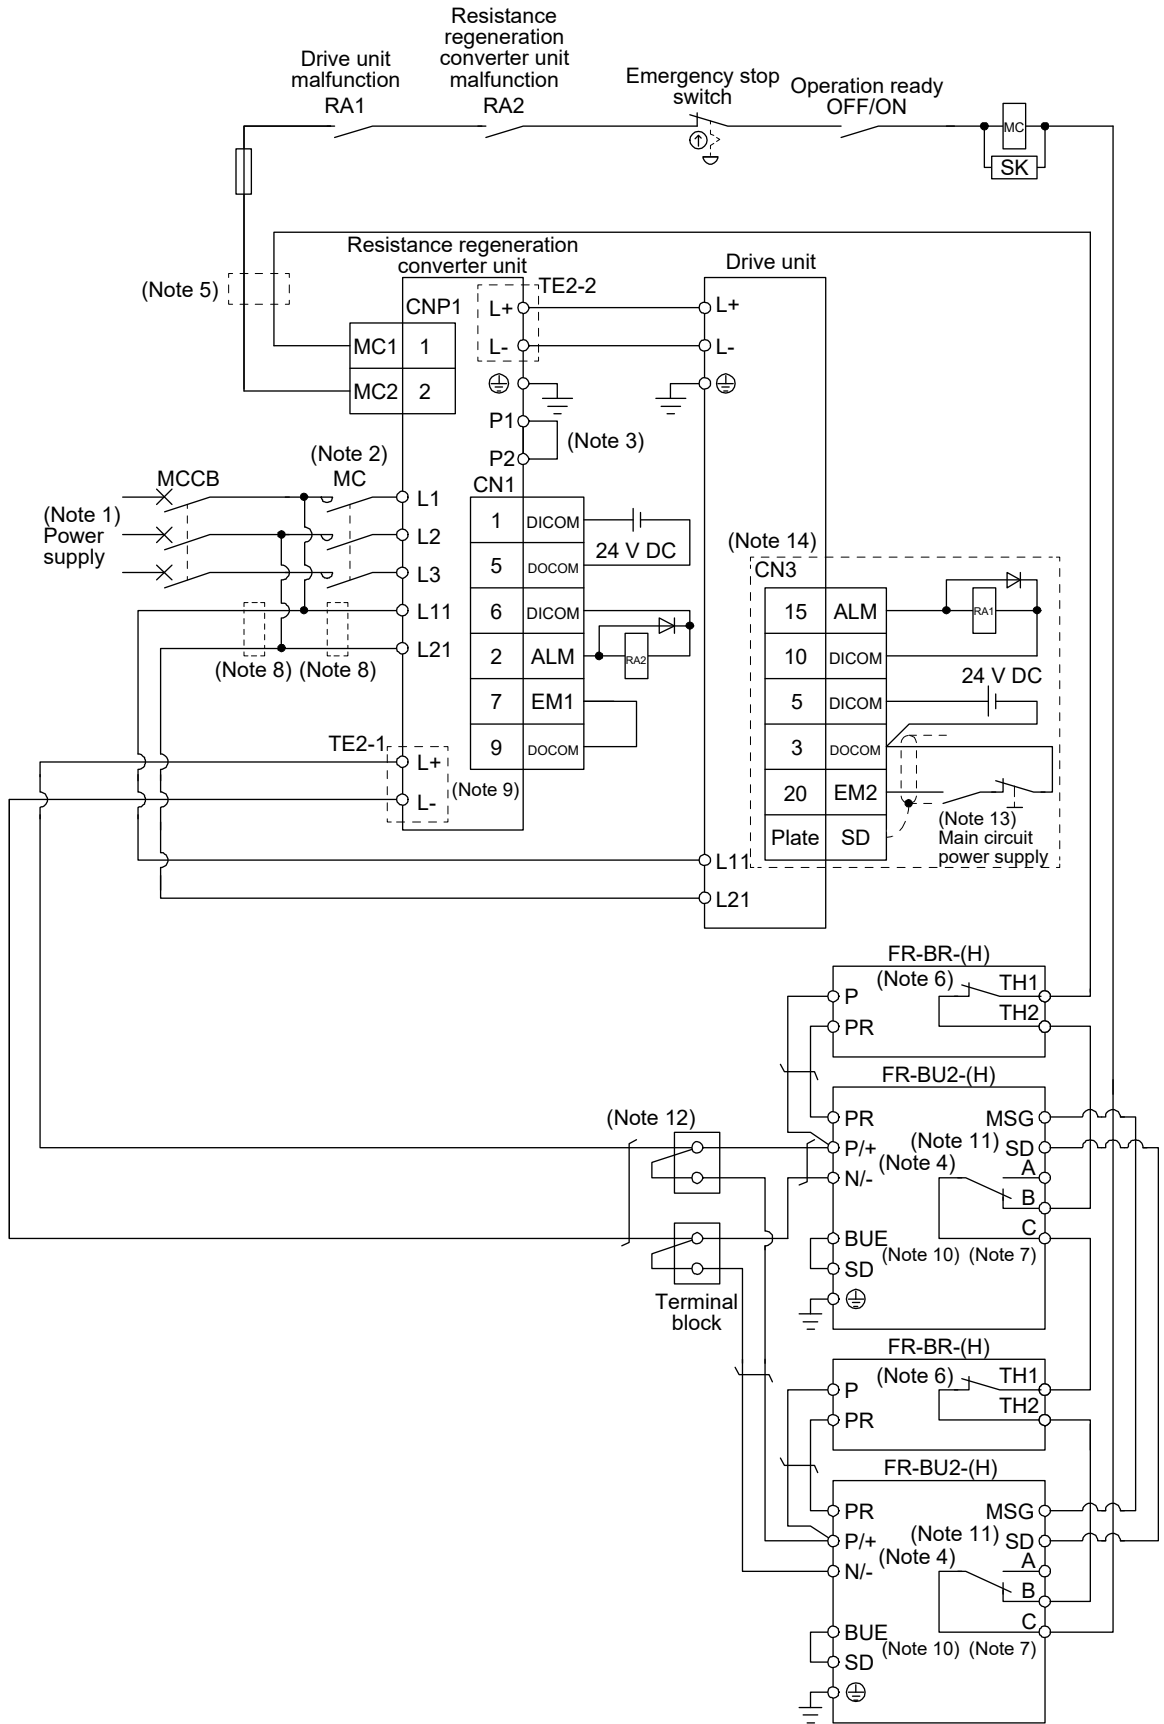 Resistance
regeneration
converter unit
malfunction
RA2
Drive unit
malfunction
RA1
Emergency stop
switch
Operation ready
OFF/ON
MC
SK
Resistance regeneration
converter unit
Drive unit
(Note 5)
CNP1
TE2-2
L+
L+
MC1
1
L-
L-
MC2
2
P1
(Note 3)
P2
(Note 2)
MCCB
MC
CN1
(Note 1)
Power
supply
L1
L2
L3
L11
L21
1
DICOM
24 V DC
5
DOCOM
6
DICOM
2
ALM
RA2
7
EM1
9
DOCOM
(Note 8)
(Note 8)
(Note 14)
CN3
15
ALM
RA1
10
DICOM
24 V DC
5
DICOM
3
DOCOM
20
EM2
Plate
SD
(Note 13)
Main circuit
power supply
TE2-1
L+
L-
(Note 9)
L11
L21
FR-BR-(H)
P
(Note 6)
TH1
PR
TH2
FR-BU2-(H)
(Note 12)
PR
MSG
P/+
(Note 11)
SD
N/-
(Note 4)
A
B
C
BUE
(Note 10)
(Note 7)
SD
Terminal
block
FR-BR-(H)
P
(Note 6)
TH1
PR
TH2
FR-BU2-(H)
PR
MSG
P/+
(Note 11)
SD
N/-
(Note 4)
A
B
C
BUE
(Note 10)
(Note 7)
SD